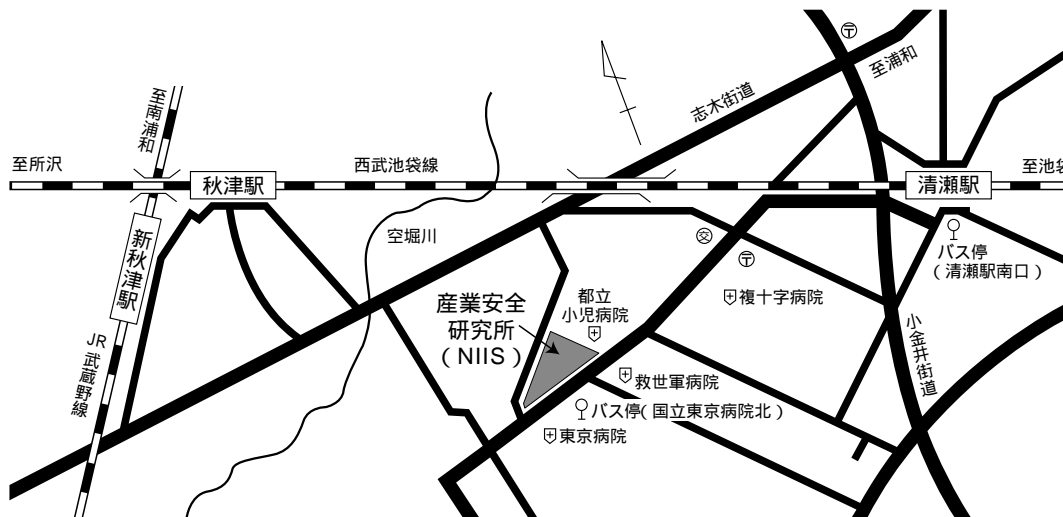 至浦和
志木街道
至南浦和
至所沢
秋津駅
西武池袋線
清瀬駅
至池袋
新秋津駅
空堀川
バス停
(清瀬駅南口)
産業安全
研究所
(NIIS)
都立
小児病院
複十字病院
小金井街道
JR武蔵野線
救世軍病院
バス停(国立東京病院北)
東京病院
〒
〒
交